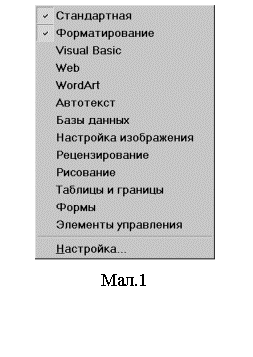 Стандартная
Форматирование
Visual Basic
Web
WordArt
Автотекст
Базы данных
Настройка изображения
Рецензирование
Рисование
Таблицы и границы
Формы
Элементы управления
Настройка...
Мал.1